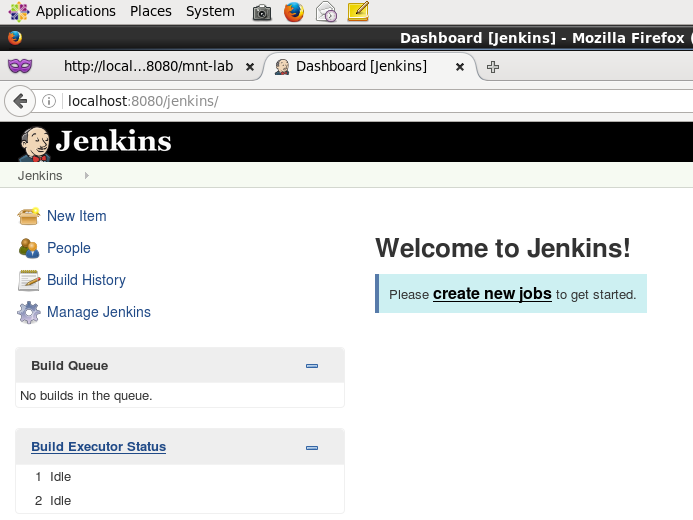 Applications Places System
Dashboard [Jenkins] - Mozilla Firefox (
http://local...8080/mnt-lab
Dashboard [Jenkins]
localhost:8080/jenkins/
Jenkins
Jenkins
New Item
People
Build History
Manage Jenkins
Welcome to Jenkins!
Please create new jobs to get started.
Build Queue
No builds in the queue.
Build Executor Status
1 Idle
2 Idle